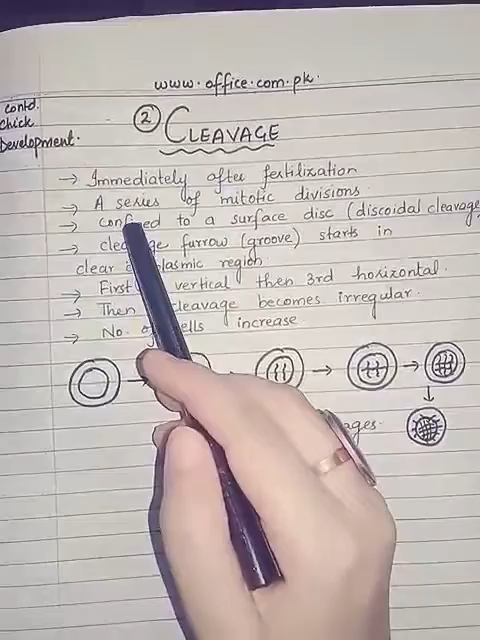 www.office.com.pk.
contd.
Chick
Development.
② CLEAVAGE
→ Immediately after fertilization
→ A series of mitotic divisions
→ confined to a surface disc (discoidal cleavage
→ furrow (groove) starts in
clear region
→ First vertical then 3rd horizontal.
→ Then cleavage becomes irregular.
→ No. increase